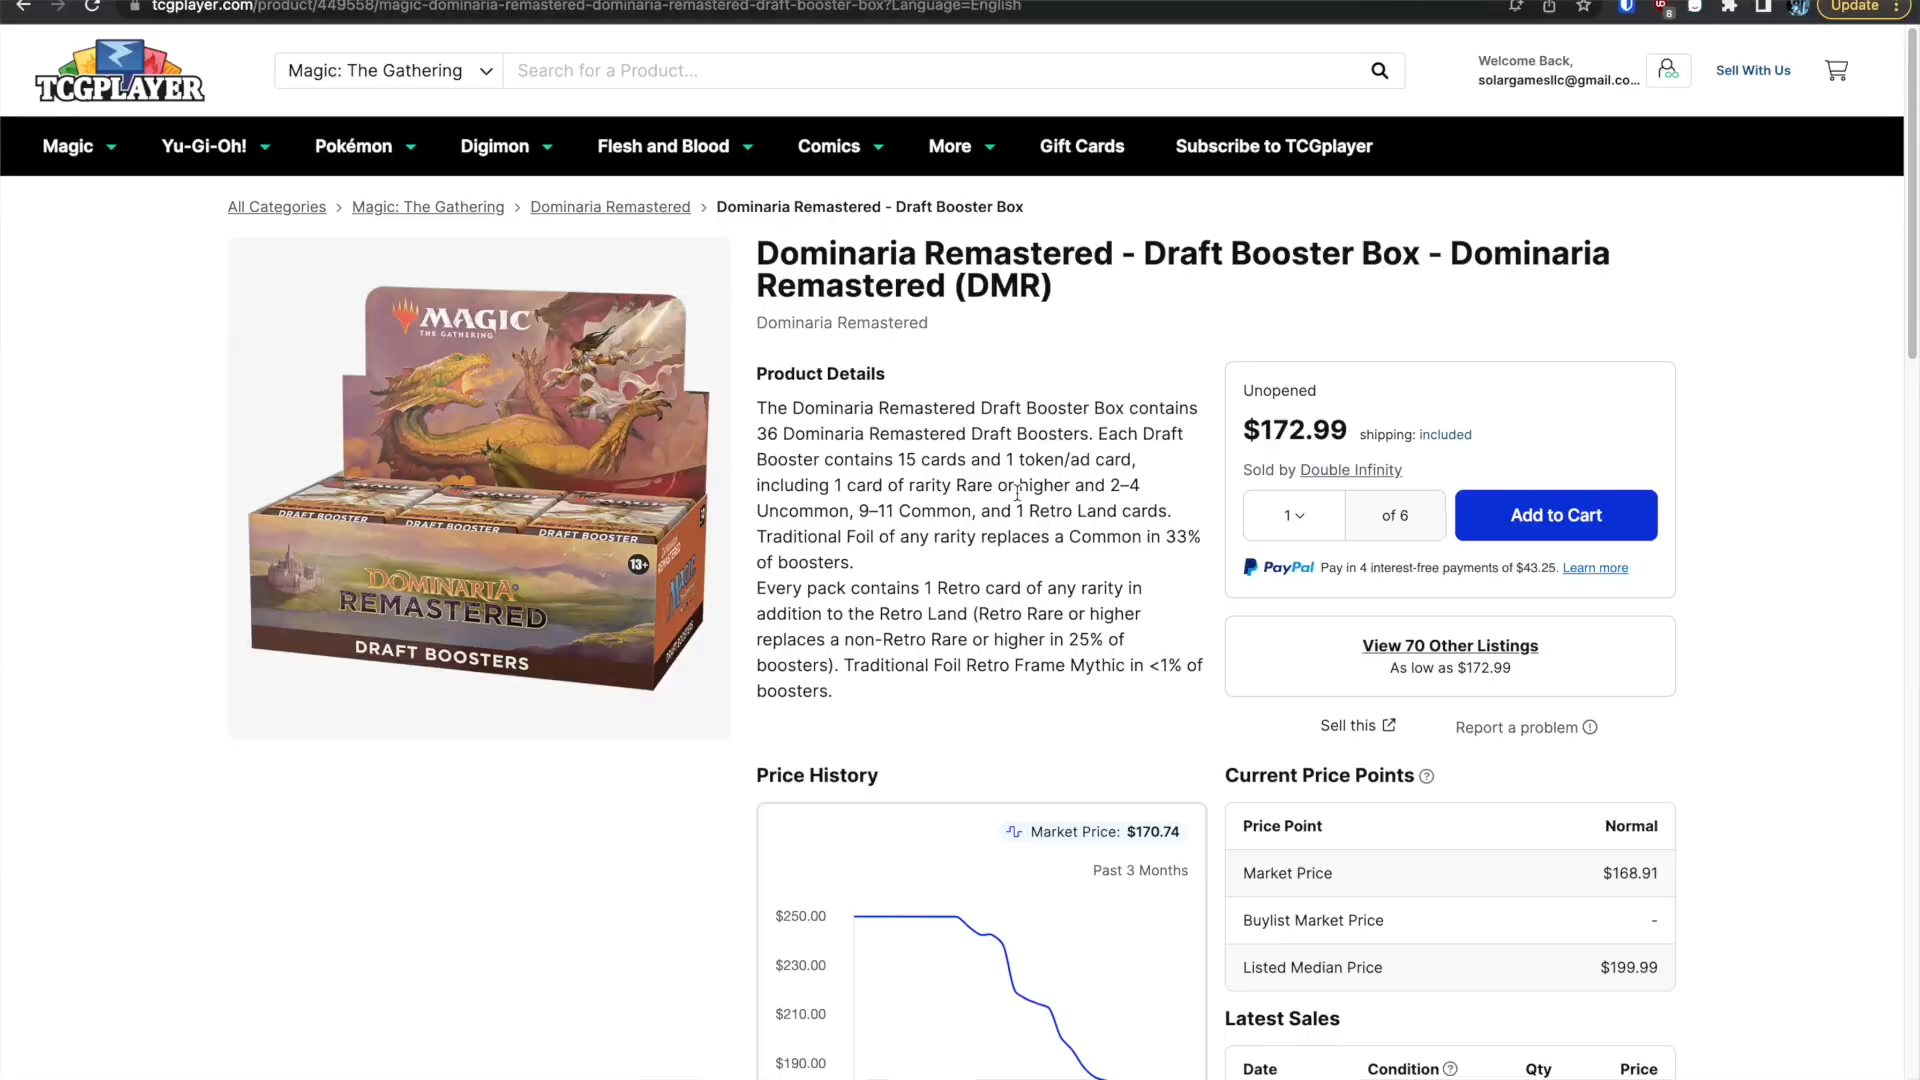 tcgplayer.com/product/449558/magic-dominaria-remastered-dominaria-remastered-draft-booster-box?Language=English
8
Update
TCGPLAYER
Magic: The Gathering
Search for a Product...
Welcome Back,
solargamesllc@gmail.co...
Sell With Us
Magic
Yu-Gi-Oh!
Pokémon
Digimon
Flesh and Blood
Comics
More
Gift Cards
Subscribe to TCGplayer
All Categories > Magic: The Gathering > Dominaria Remastered > Dominaria Remastered - Draft Booster Box
MAGIC
THE GATHERING
DRAFT BOOSTER
DRAFT BOOSTER
DRAFT BOOSTER
13+
DOMINARIA
REMASTERED
DRAFT BOOSTERS
Dominaria Remastered - Draft Booster Box - Dominaria
Remastered (DMR)
Dominaria Remastered
Product Details
The Dominaria Remastered Draft Booster Box contains
36 Dominaria Remastered Draft Boosters. Each Draft
Booster contains 15 cards and 1 token/ad card,
including 1 card of rarity Rare or higher and 2–4
Uncommon, 9–11 Common, and 1 Retro Land cards.
Traditional Foil of any rarity replaces a Common in 33%
of boosters.
Every pack contains 1 Retro card of any rarity in
addition to the Retro Land (Retro Rare or higher
replaces a non-Retro Rare or higher in 25% of
boosters). Traditional Foil Retro Frame Mythic in <1% of
boosters.
Unopened
$172.99 shipping: included
Sold by Double Infinity
1
of 6
Add to Cart
PayPal Pay in 4 interest-free payments of $43.25. Learn more
View 70 Other Listings
As low as $172.99
Sell this
Report a problem
Price History
Market Price: $170.74
Past 3 Months
$250.00
$230.00
$210.00
$190.00
Current Price Points
Price Point Normal
Market Price $168.91
Buylist Market Price -
Listed Median Price $199.99
Latest Sales
Date Condition Qty Price